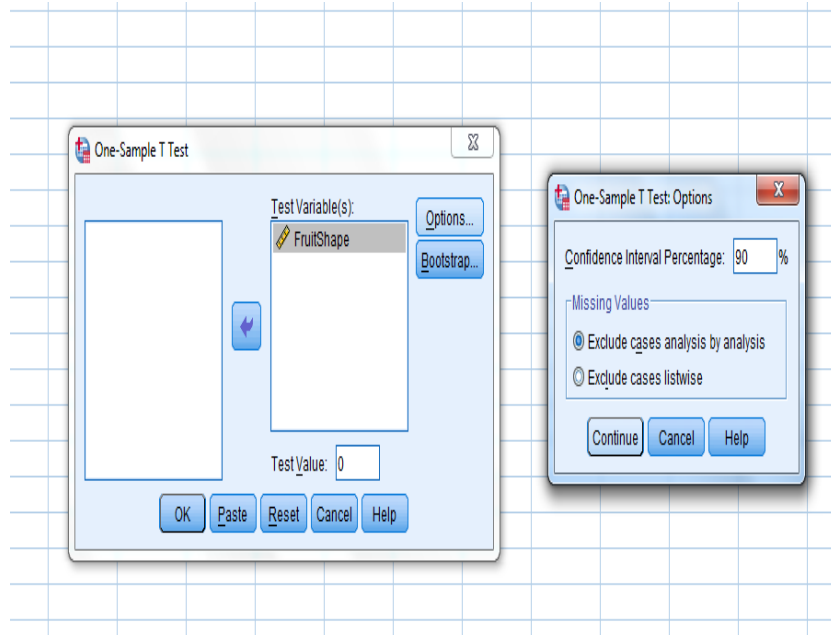 One-Sample T Test
Test Variable(s):
FruitShape
Options...
Bootstrap...
Test Value: 0
OK Paste Reset Cancel Help
One-Sample T Test: Options
Confidence Interval Percentage: 90 %
Missing Values
Exclude cases analysis by analysis
Exclude cases listwise
Continue Cancel Help